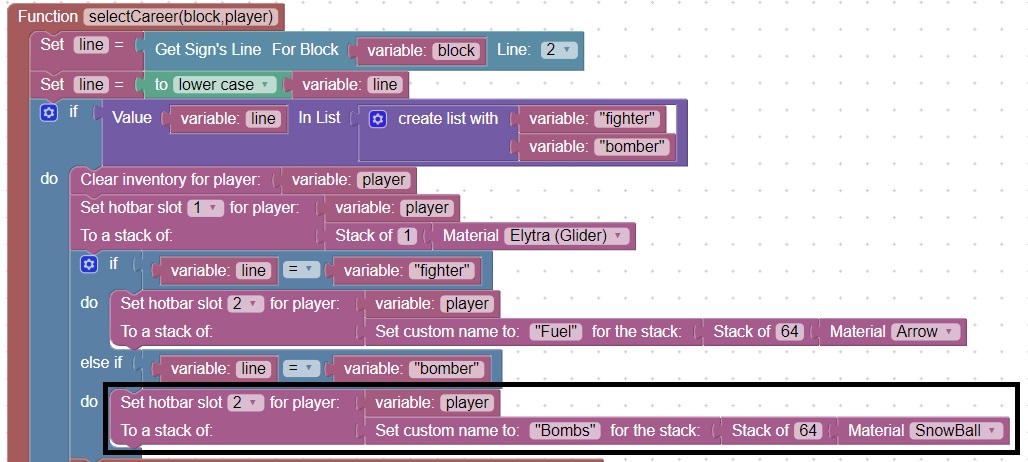 Function selectCareer(block,player)
Set line = Get Sign's Line For Block variable: block Line: 2
Set line = to lower case variable: line
if Value variable: line In List create list with variable: "fighter"
variable: "bomber"
do Clear inventory for player: variable: player
Set hotbar slot 1 for player: variable: player
To a stack of: Stack of 1 Material Elytra (Glider)
if variable: line = variable: "fighter"
do Set hotbar slot 2 for player: variable: player
To a stack of: Set custom name to: "Fuel" for the stack: Stack of 64 Material Arrow
else if variable: line = variable: "bomber"
do Set hotbar slot 2 for player: variable: player
To a stack of: Set custom name to: "Bombs" for the stack: Stack of 64 Material SnowBall